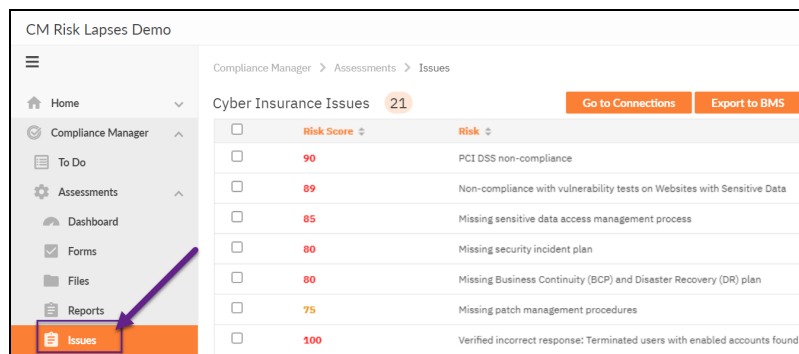 CM Risk Lapses Demo
Compliance Manager > Assessments > Issues
Home
Cyber Insurance Issues 21
Go to Connections
Export to BMS
Compliance Manager
Risk Score
Risk
To Do
90 PCI DSS non-compliance
Assessments
89 Non-compliance with vulnerability tests on Websites with Sensitive Data
Dashboard
85 Missing sensitive data access management process
Forms
80 Missing security incident plan
Files
80 Missing Business Continuity (BCP) and Disaster Recovery (DR) plan
Reports
75 Missing patch management procedures
Issues
100 Verified incorrect response: Terminated users with enabled accounts found